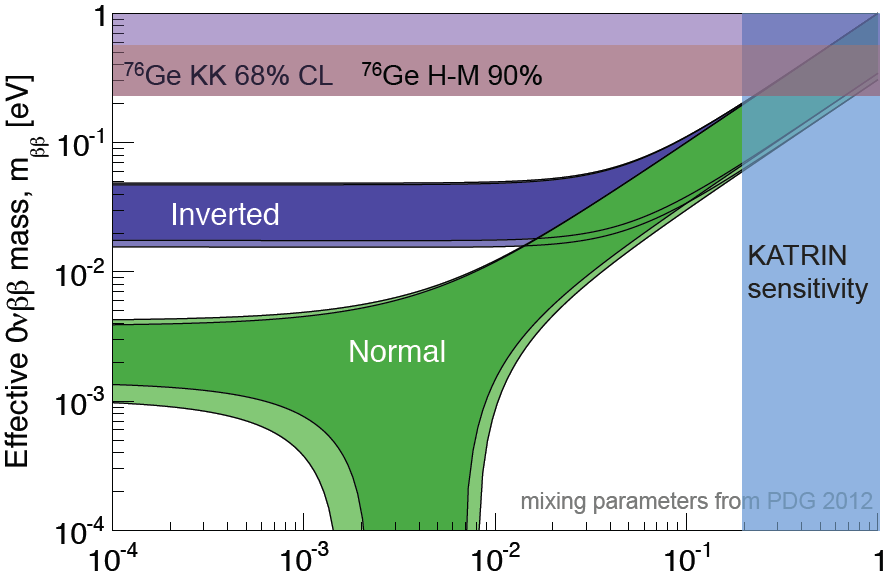 1
⁷⁶Ge KK 68% CL ⁷⁶Ge H-M 90%
10⁻¹
Inverted
10⁻²
KATRIN
sensitivity
Normal
10⁻³
mixing parameters from PDG 2012
10⁻⁴
10⁻⁴ 10⁻³ 10⁻² 10⁻¹ 1
Effective 0νββ mass, m_ββ [eV]